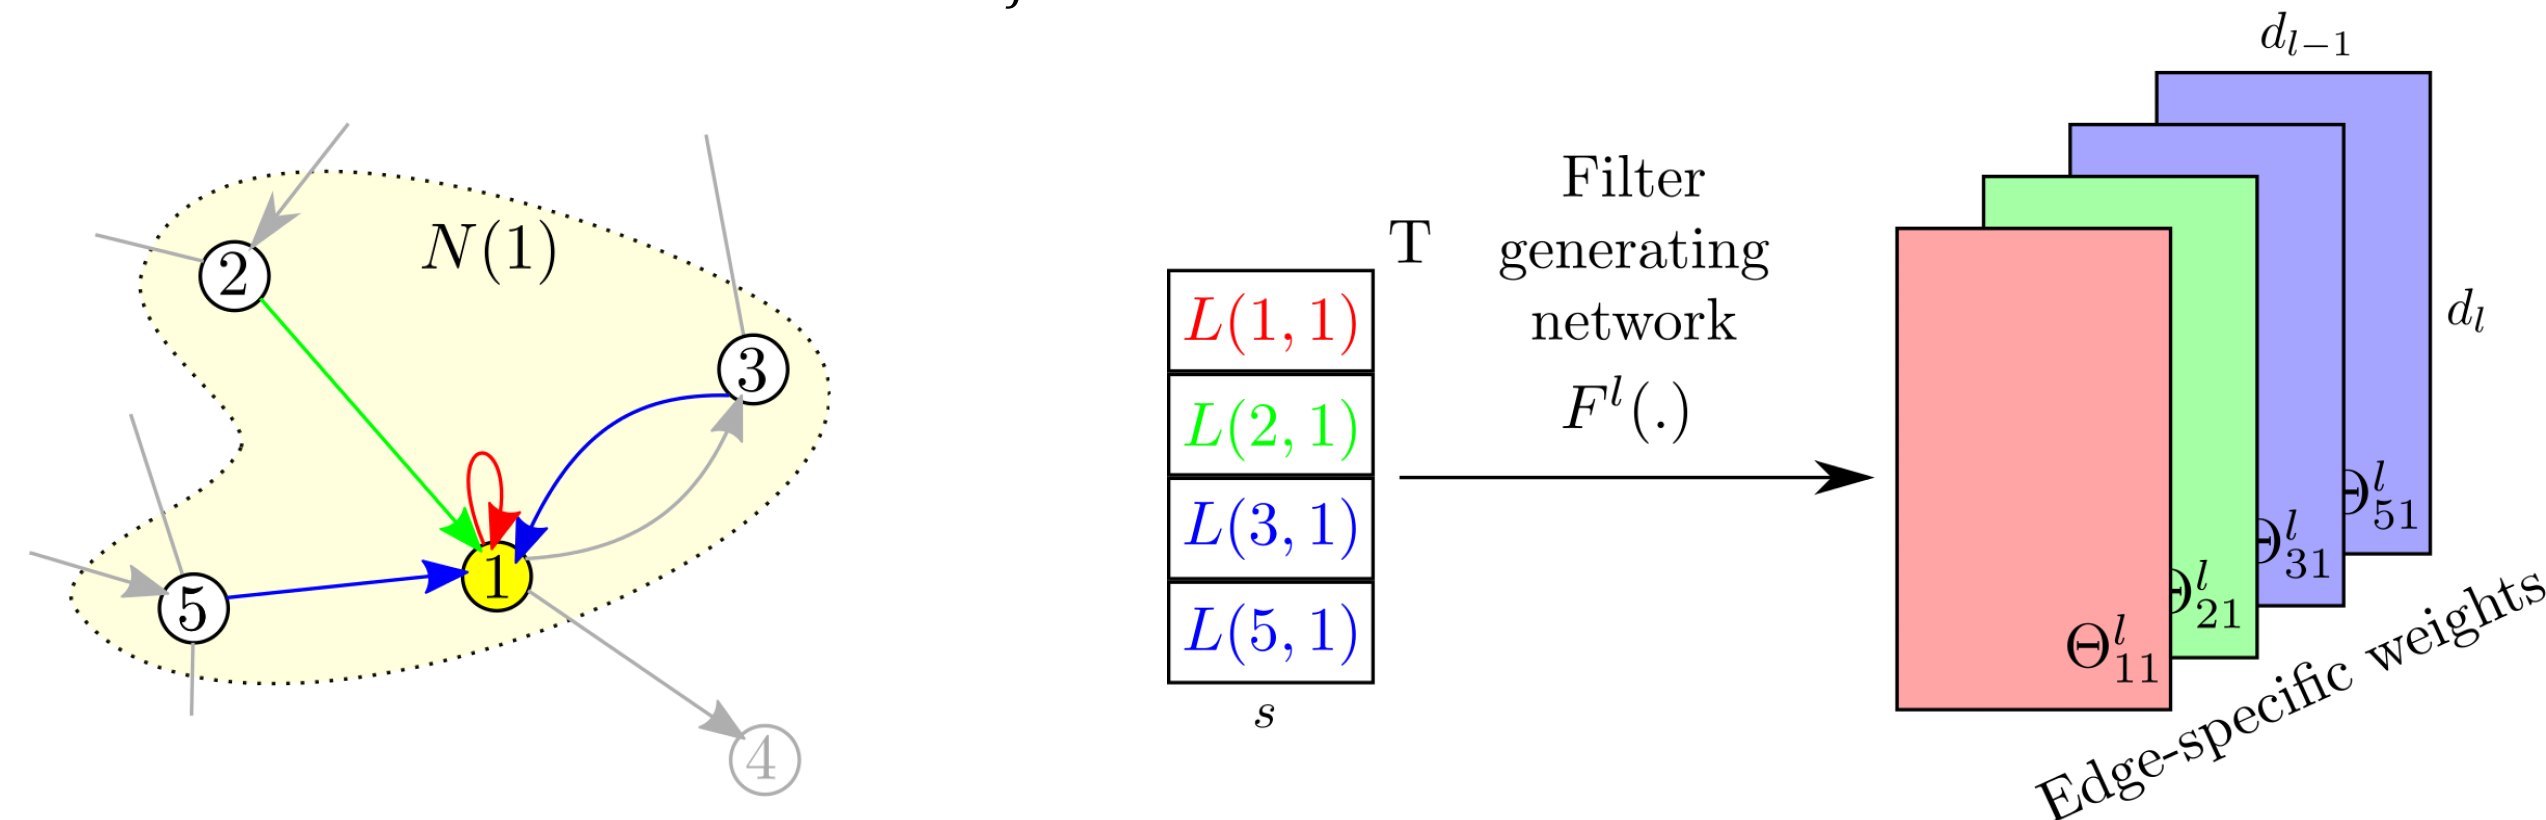 N(1)
2
3
1
5
4
L(1, 1)
L(2, 1)
L(3, 1)
L(5, 1)
s
T
Filter
generating
network
F^l(.)
d_{l−1}
d_l
Θ^l_{51}
Θ^l_{31}
Θ^l_{21}
Θ^l_{11}
Edge-specific weights